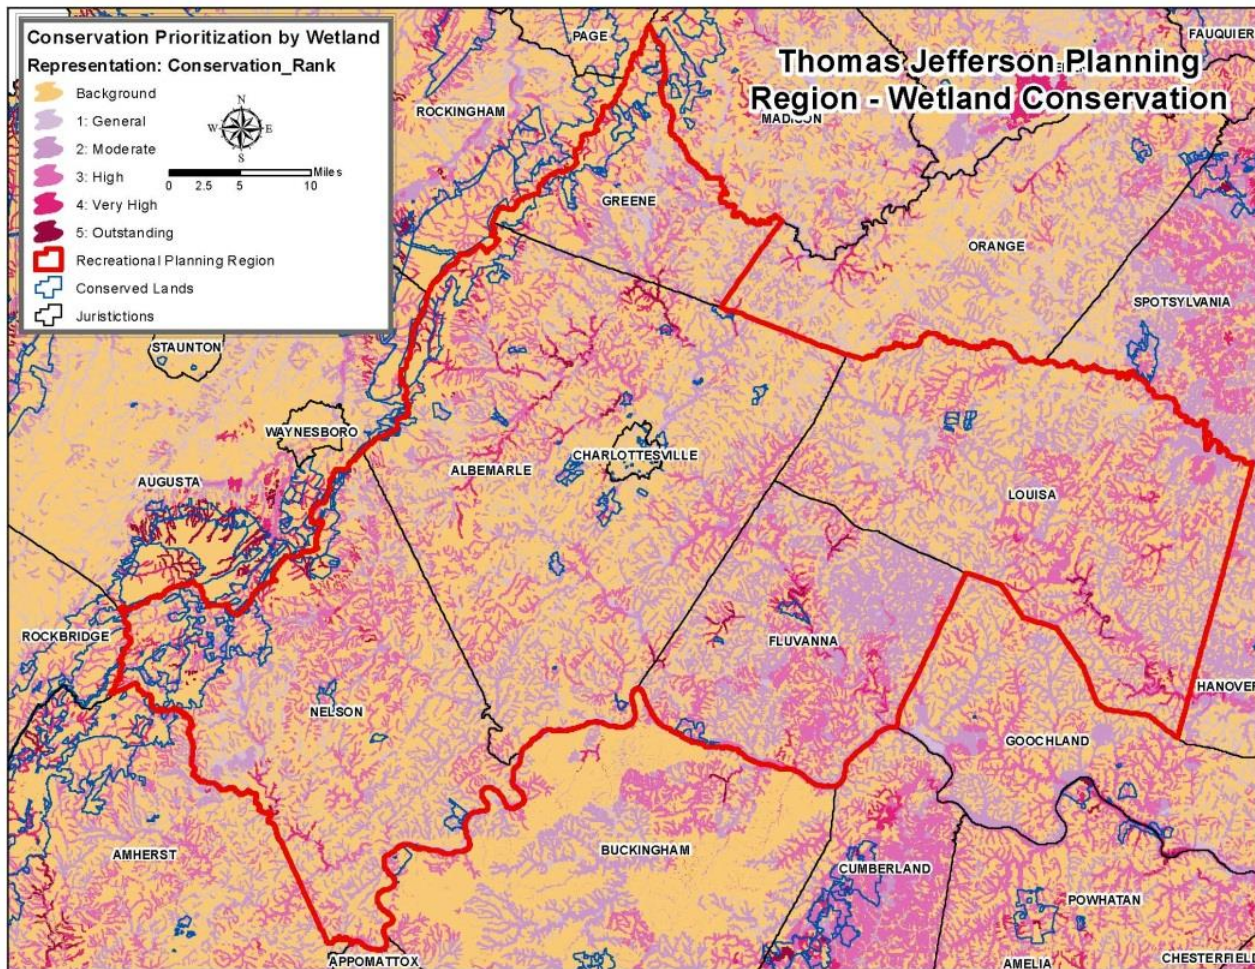 Conservation Prioritization by Wetland
Representation: Conservation_Rank
Background
1: General
2: Moderate
3: High
4: Very High
5: Outstanding
Recreational Planning Region
Conserved Lands
Juristictions
N
W E
S
0 2.5 5 10 Miles
Thomas Jefferson Planning
Region - Wetland Conservation
PAGE
FAUQUIER
ROCKINGHAM
MADISON
GREENE
ORANGE
SPOTSYLVANIA
STAUNTON
WAYNESBORO
CHARLOTTESVILLE
ALBEMARLE
AUGUSTA
LOUISA
ROCKBRIDGE
FLUVANNA
HANOVER
NELSON
GOOCHLAND
AMHERST
BUCKINGHAM
CUMBERLAND
POWHATAN
APPOMATTOX
AMELIA
CHESTERFIELD